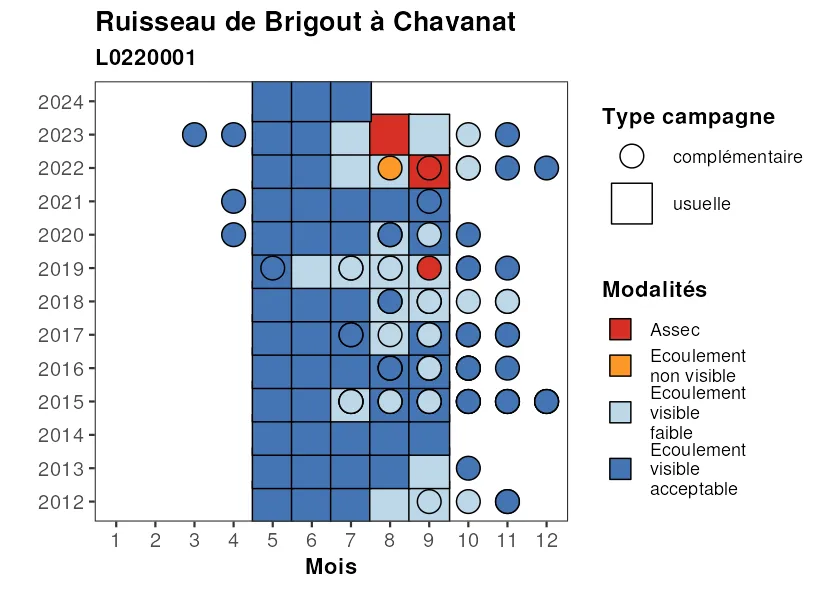 Ruisseau de Brigout à Chavanat
L0220001
2024
2023
2022
2021
2020
2019
2018
2017
2016
2015
2014
2013
2012
1 2 3 4 5 6 7 8 9 10 11 12
Mois
Type campagne
complémentaire
usuelle
Modalités
Assec
Ecoulement
non visible
Ecoulement
visible
faible
Ecoulement
visible
acceptable